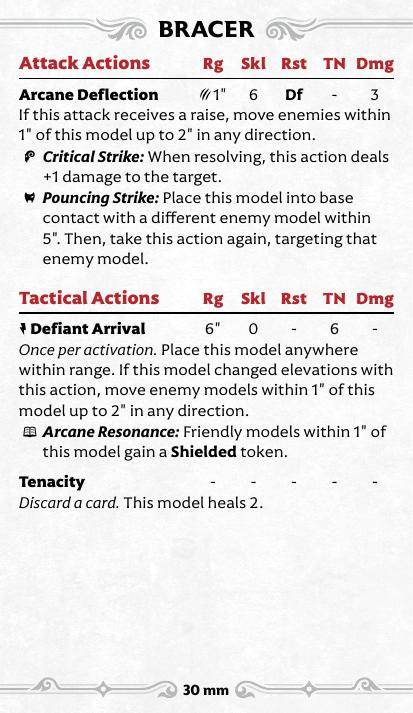 BRACER
Attack Actions Rg Skl Rst TN Dmg
Arcane Deflection 1" 6 Df - 3
If this attack receives a raise, move enemies within
1" of this model up to 2" in any direction.
Critical Strike: When resolving, this action deals
+1 damage to the target.
Pouncing Strike: Place this model into base
contact with a different enemy model within
5". Then, take this action again, targeting that
enemy model.
Tactical Actions Rg Skl Rst TN Dmg
Defiant Arrival 6" 0 - 6 -
Once per activation. Place this model anywhere
within range. If this model changed elevations with
this action, move enemy models within 1" of this
model up to 2" in any direction.
Arcane Resonance: Friendly models within 1" of
this model gain a Shielded token.
Tenacity - - - - -
Discard a card. This model heals 2.
30 mm